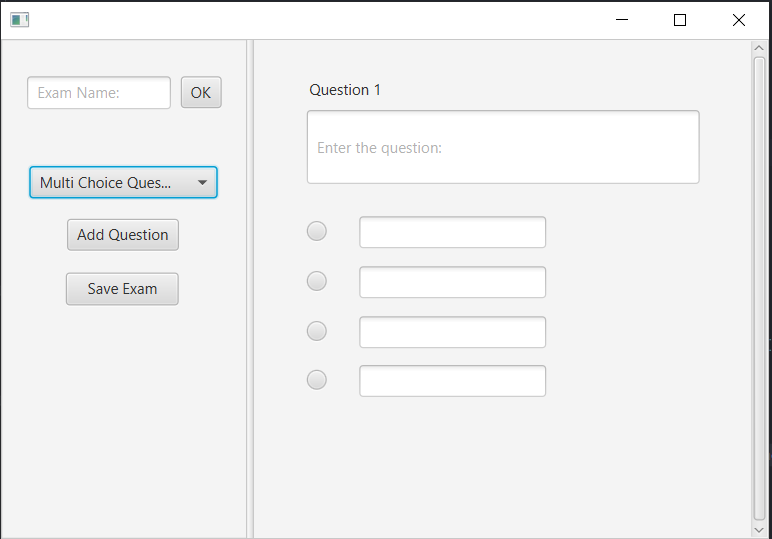 Exam Name:
OK
Multi Choice Ques...
Add Question
Save Exam
Question 1
Enter the question: